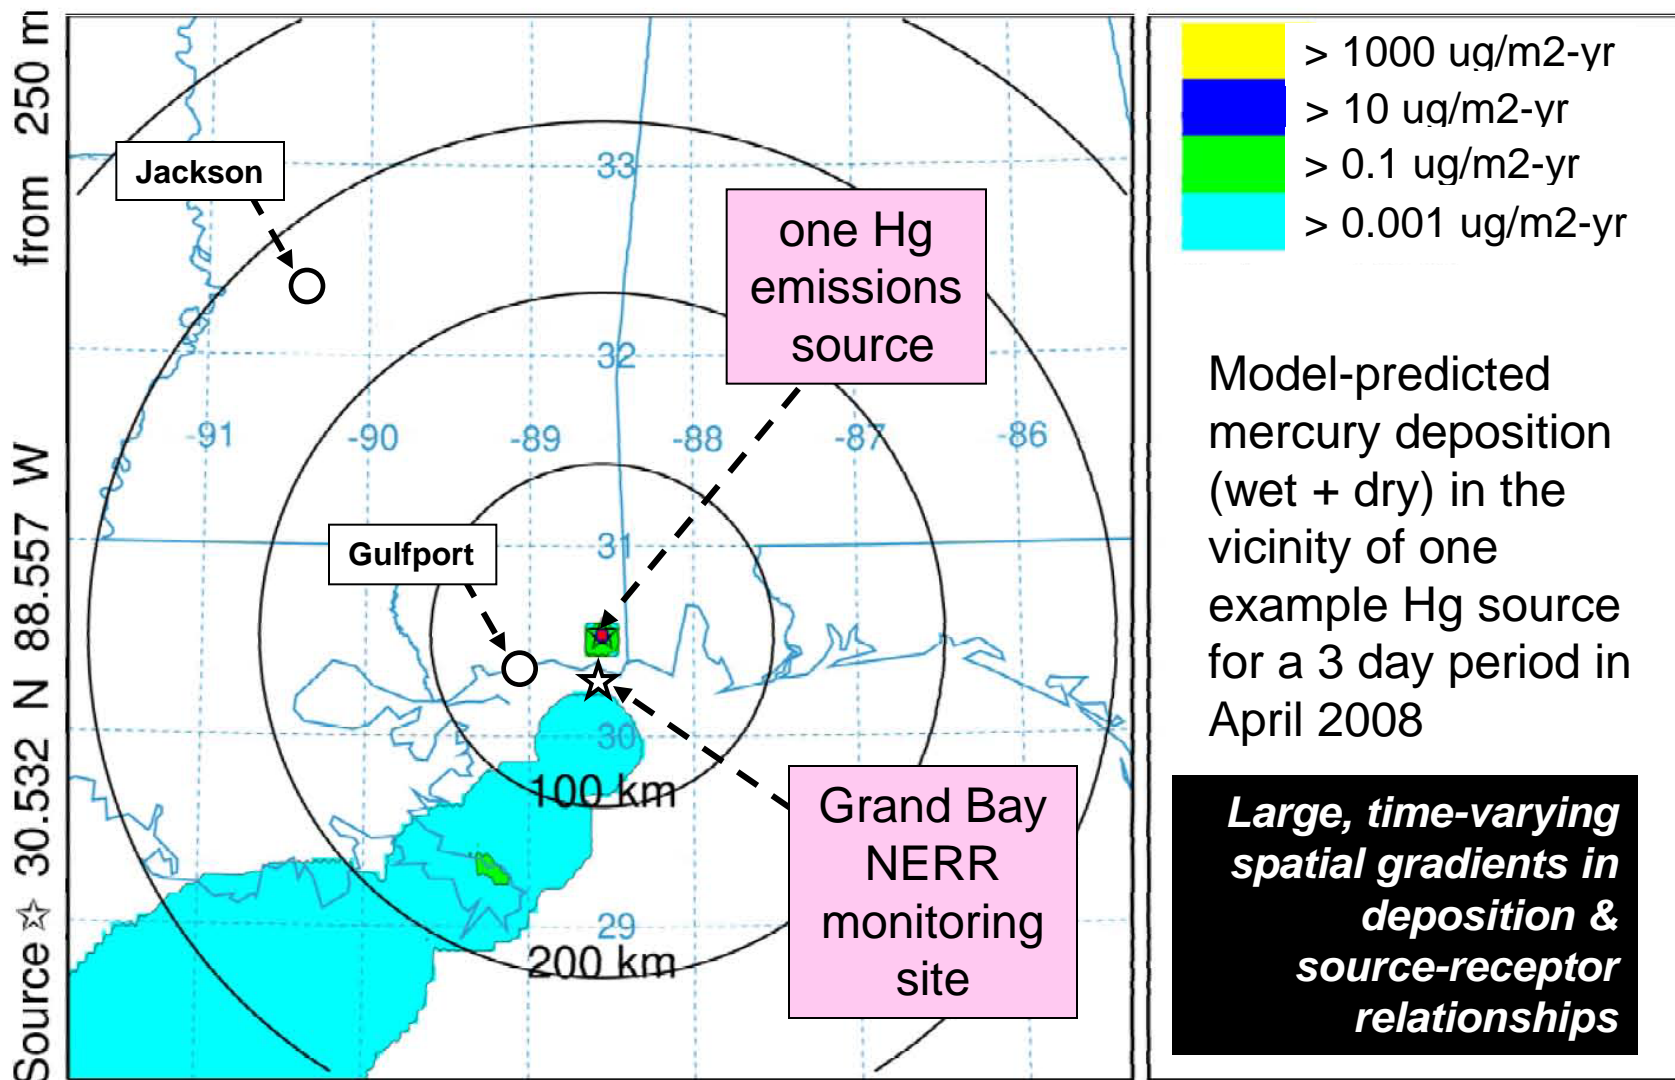 Source ☆ 30.532 N 88.557 W from 250 m
Jackson
33
one Hg
emissions
source
32
-91
-90
-89
-88
-87
-86
31
Gulfport
30
100 km
Grand Bay
NERR
monitoring
site
29
200 km
> 1000 ug/m2-yr
> 10 ug/m2-yr
> 0.1 ug/m2-yr
> 0.001 ug/m2-yr
Model-predicted
mercury deposition
(wet + dry) in the
vicinity of one
example Hg source
for a 3 day period in
April 2008
Large, time-varying
spatial gradients in
deposition &
source-receptor
relationships